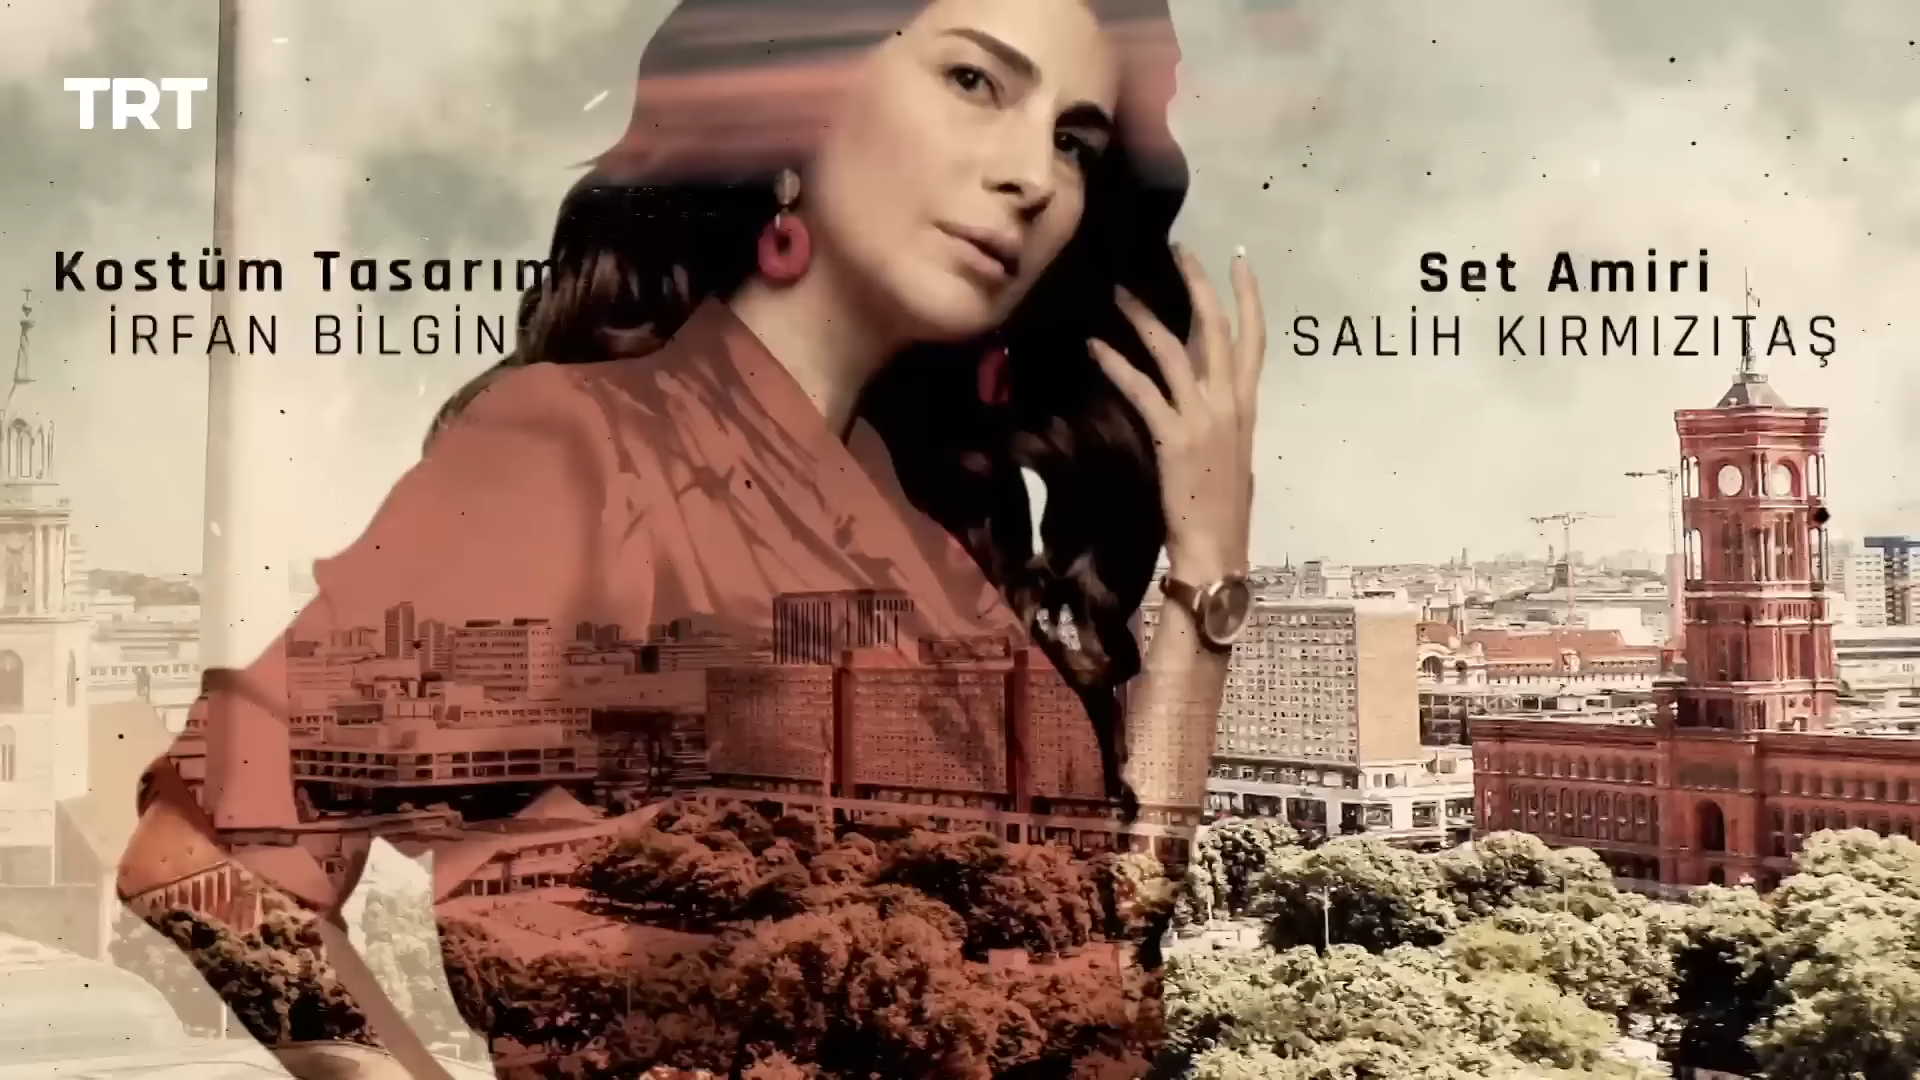 TRT
Kostüm Tasarım
İRFAN BİLGİN
Set Amiri
SALİH KIRMIZITAŞ